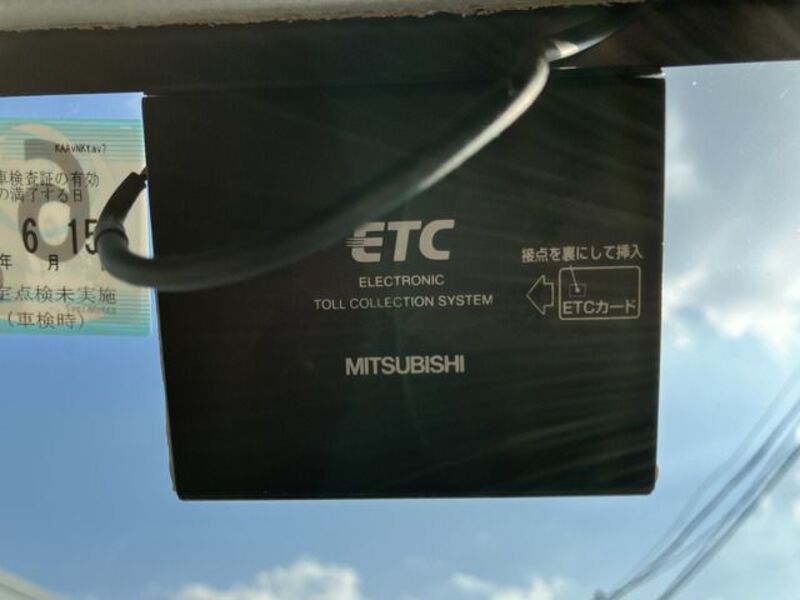 KAAvNKtav7
車検査証の有効
の満了する日
6 15
年 月
定点検未実施
(車検時)
ETC
ELECTRONIC
TOLL COLLECTION SYSTEM
MITSUBISHI
接点を裏にして挿入
ETCカード